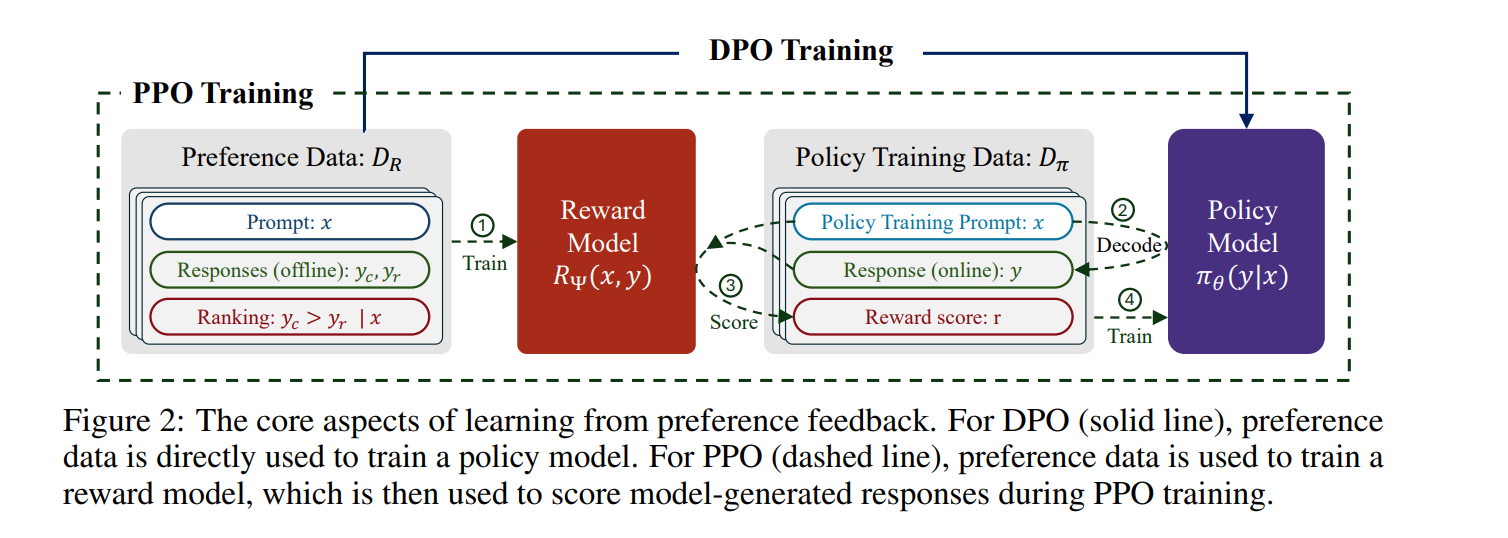 DPO Training
PPO Training
Preference Data: D_R
Prompt: x
Responses (offline): y_c, y_r
Ranking: y_c > y_r | x
① Train
Reward
Model
R_Ψ(x, y)
③ Score
Policy Training Data: D_π
Policy Training Prompt: x
Response (online): y
Reward score: r
② Decode
④ Train
Policy
Model
π_θ(y|x)
Figure 2: The core aspects of learning from preference feedback. For DPO (solid line), preference
data is directly used to train a policy model. For PPO (dashed line), preference data is used to train a
reward model, which is then used to score model-generated responses during PPO training.